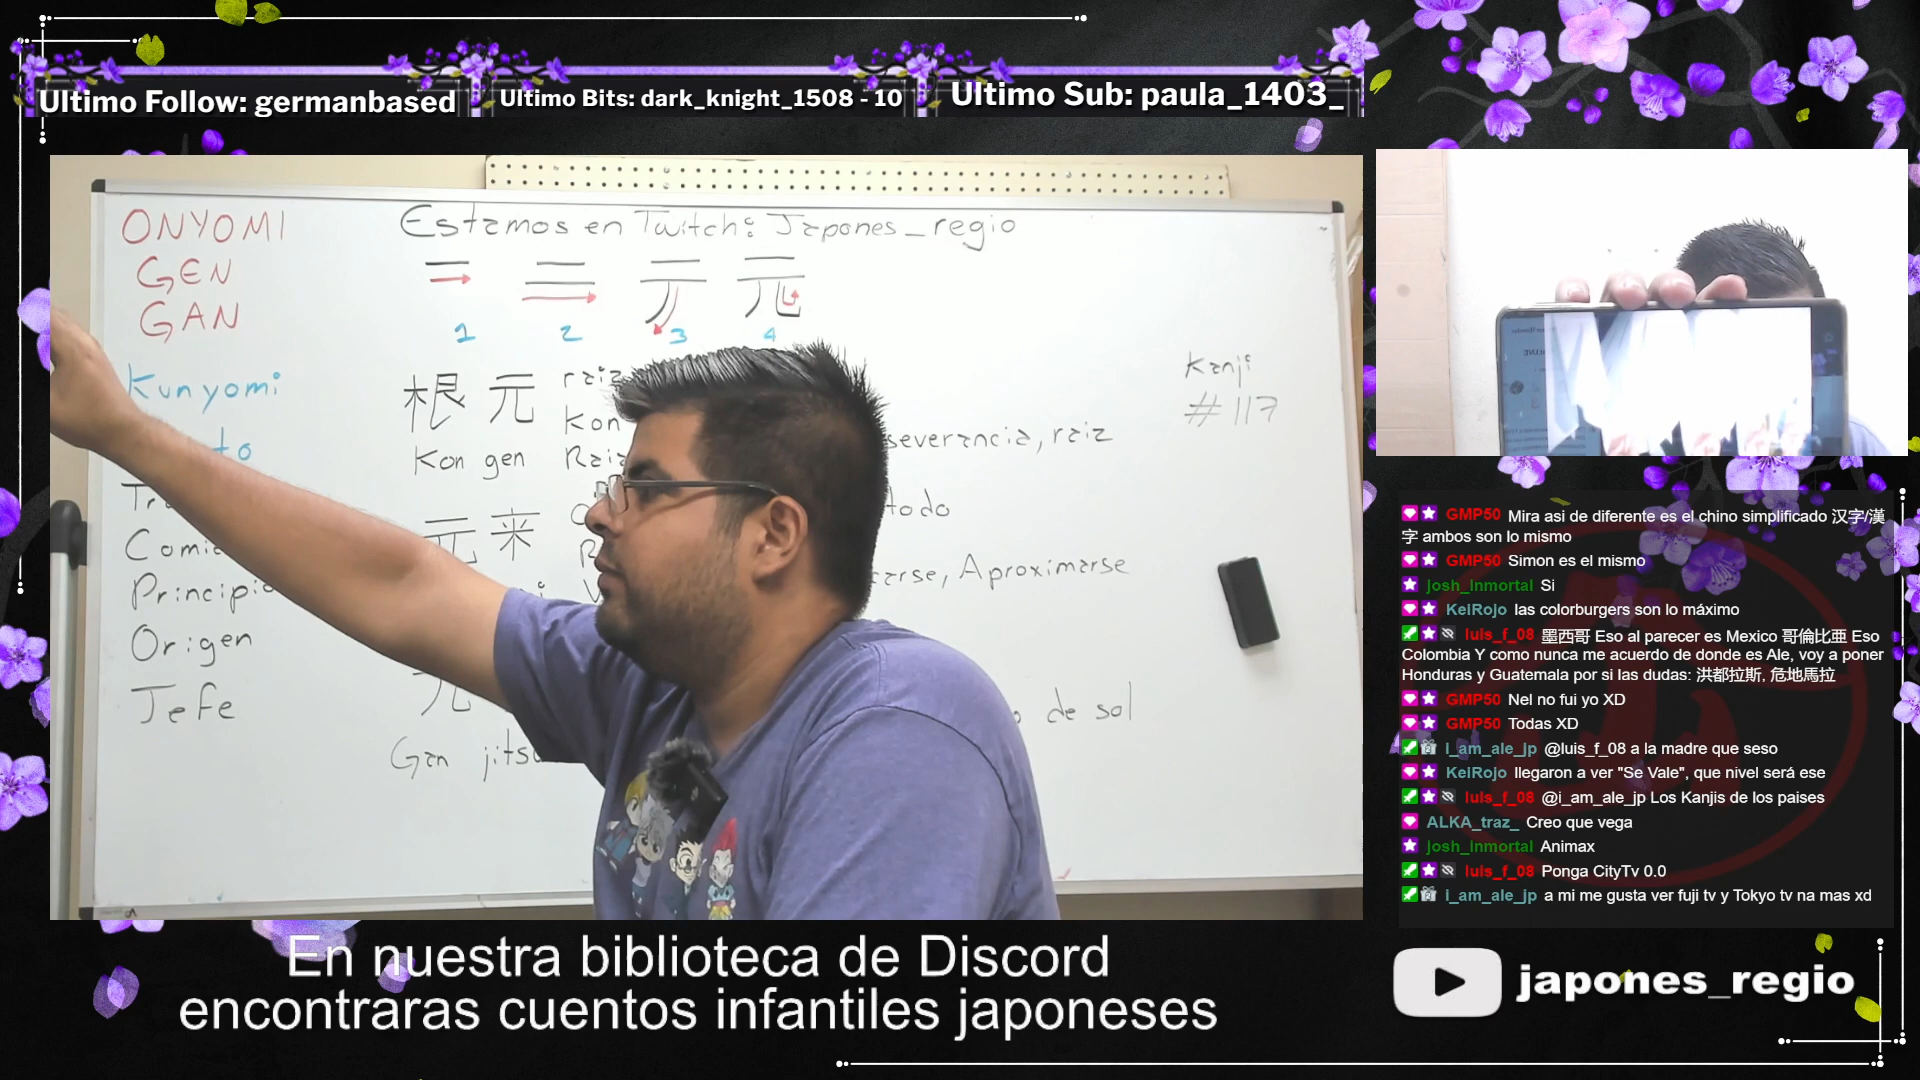 Ultimo Follow: germanbased
Ultimo Bits: dark_knight_1508 - 10
Ultimo Sub: paula_1403_
ONYOMI
GEN
GAN
Kunyomi
Estamos en Twitch: Japones_regio
二 二 元 元
1 2 3 4
根元
Kon
Kon gen
元来
severancia, raiz
todo
carse, Aproximarse
de sol
Gen
Principio
Origen
Jefe
Kanji
#117
GMP50 Mira asi de diferente es el chino simplificado 汉字/漢
字 ambos son lo mismo
GMP50 Simon es el mismo
josh_Inmortal Si
KeiRojo las colorburgers son lo máximo
luis_f_08 墨西哥 Eso al parecer es Mexico 哥倫比亜 Eso
Colombia Y como nunca me acuerdo de donde es Ale, voy a poner
Honduras y Guatemala por si las dudas: 洪都拉斯, 危地馬拉
GMP50 Nel no fui yo XD
GMP50 Todas XD
i_am_ale_jp @luis_f_08 a la madre que seso
KeiRojo llegaron a ver "Se Vale", que nivel será ese
luis_f_08 @i_am_ale_jp Los Kanjis de los paises
ALKA_traz_ Creo que vega
josh_Inmortal Animax
luis_f_08 Ponga CityTv 0.0
i_am_ale_jp a mi me gusta ver fuji tv y Tokyo tv na mas xd
En nuestra biblioteca de Discord
encontraras cuentos infantiles japoneses
japones_regio